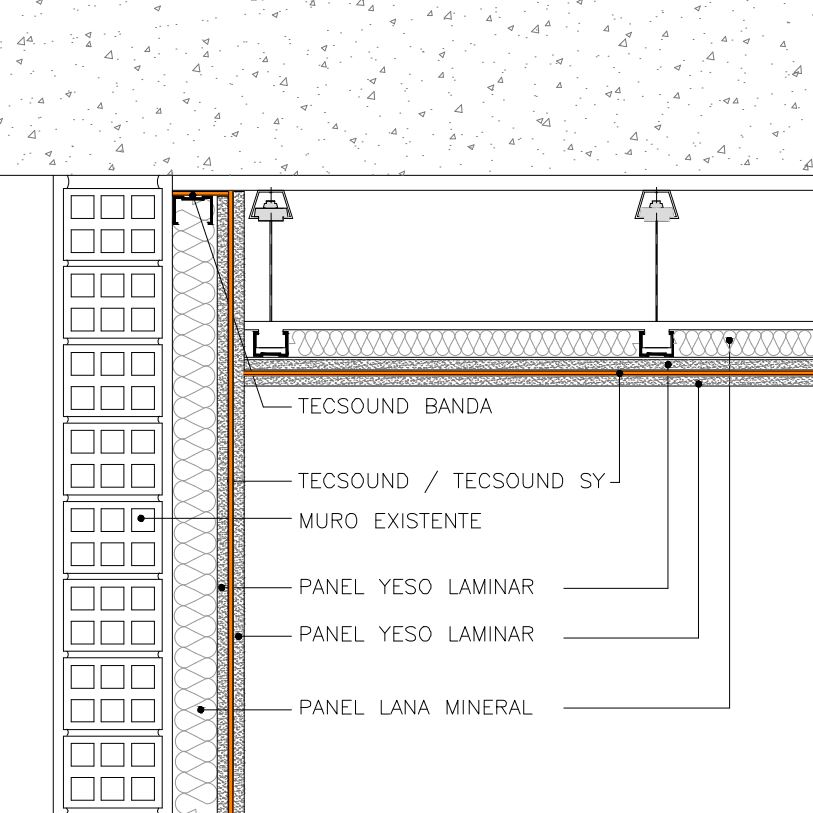 TECSOUND BANDA
TECSOUND / TECSOUND SY
MURO EXISTENTE
PANEL YESO LAMINAR
PANEL YESO LAMINAR
PANEL LANA MINERAL